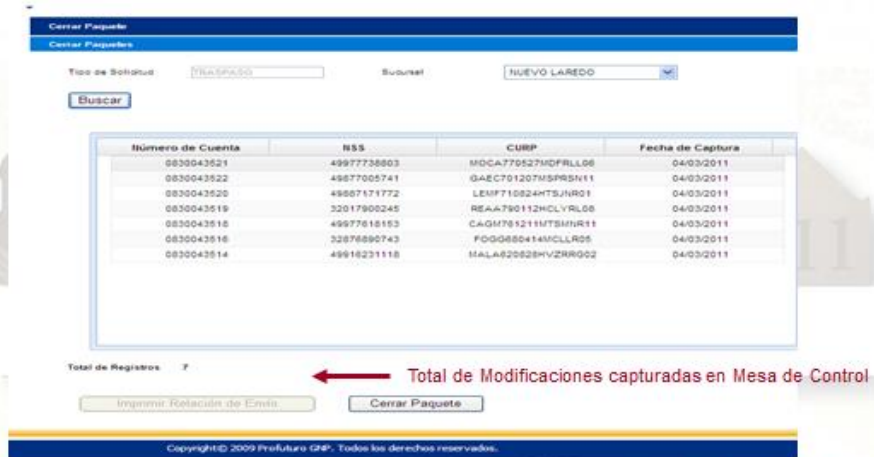 Cerrar Paquete
Cerrar Paquetes
Tipo de Solicitud TRASPASO Sucursal NUEVO LAREDO
Buscar
Número de Cuenta NSS CURP Fecha de Captura
0830043521 49977738803 MOCA770527MDFRLL08 04/03/2011
0830043522 49877005741 GAEC701207MSPRSN11 04/03/2011
0830043520 49887171772 LEMF710824HTSJNR01 04/03/2011
0830043519 32017900245 REAA790112HCLYRL08 04/03/2011
0830043518 49977618153 CAGM761211MTSMNR11 04/03/2011
0830043516 32876890743 FOGG680414MCLLR05 04/03/2011
0830043514 49916231118 MALA620828HVZRRG02 04/03/2011
Total de Registros 7
Total de Modificaciones capturadas en Mesa de Control
Imprimir Relación de Envío Cerrar Paquete
Copyright© 2009 Profuturo GNP. Todos los derechos reservados.